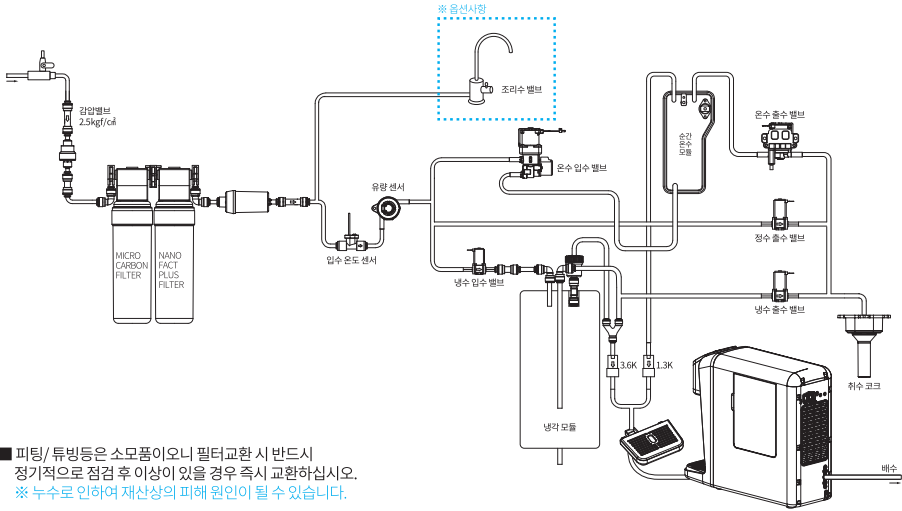 ※ 옵션사항
조리수 밸브
감압밸브
2.5kgf/㎠
온수 출수 밸브
순간
온수
모듈
온수 입수 밸브
유량 센서
MICRO
CARBON
FILTER
NANO
FACT
PLUS
FILTER
입수 온도 센서
정수 출수 밸브
냉수 입수 밸브
냉수 출수 밸브
3.6K
1.3K
취수 코크
냉각 모듈
배수
■ 피팅/튜빙등은 소모품이오니 필터교환 시 반드시
정기적으로 점검 후 이상이 있을 경우 즉시 교환하십시오.
※ 누수로 인하여 재산상의 피해 원인이 될 수 있습니다.